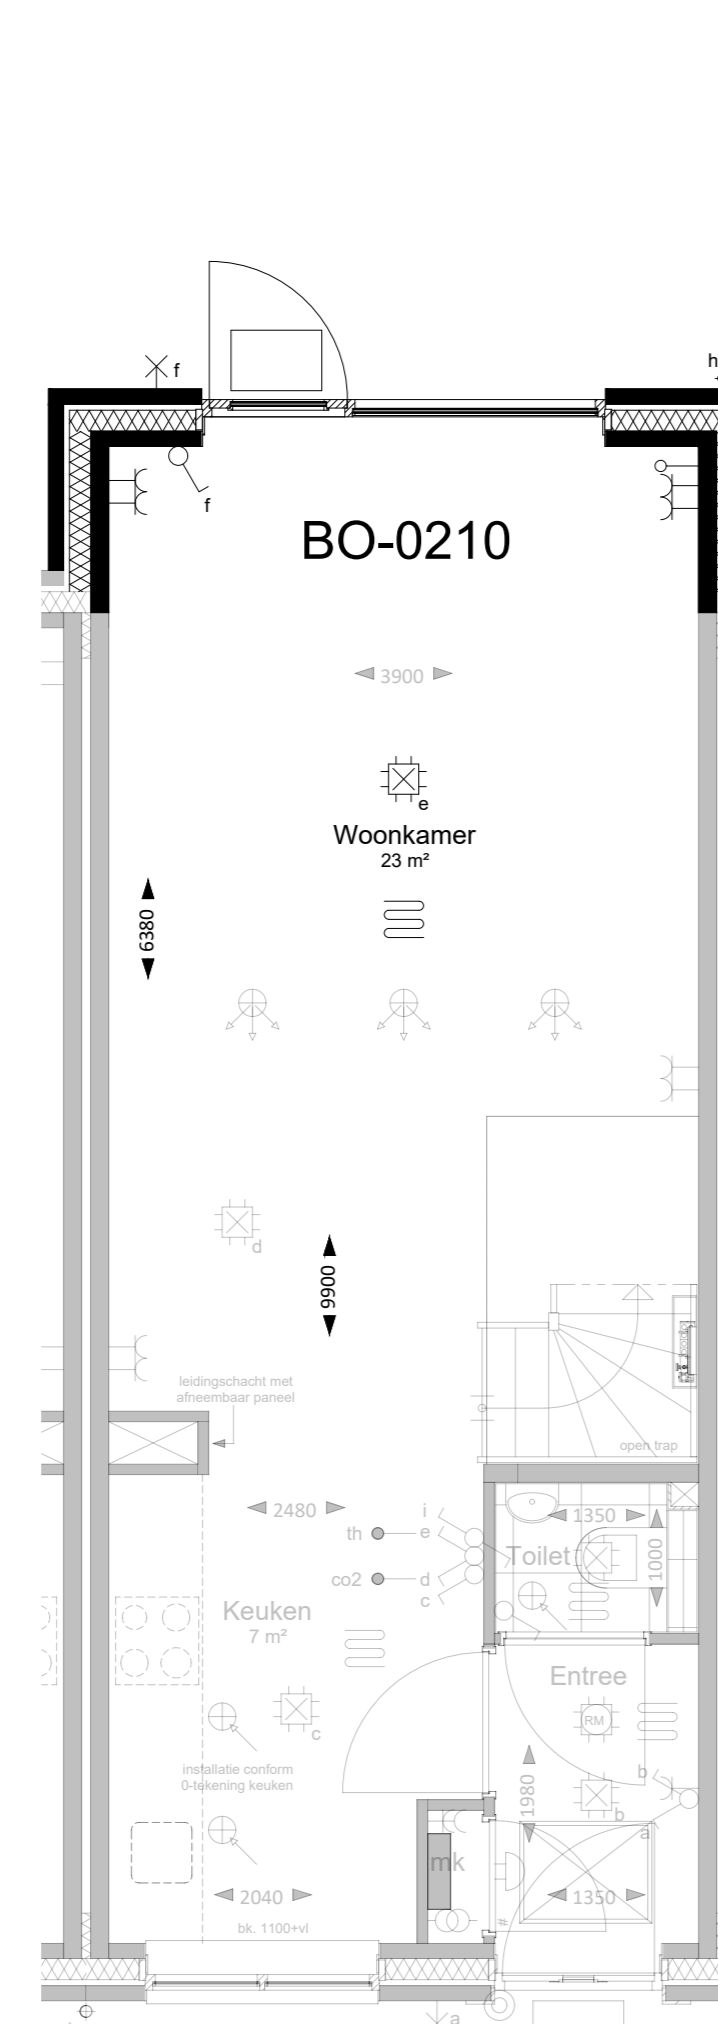 h
f
f
BO-0210
3900
e
Woonkamer
23 m²
6380
d
9900
leidingschacht met
afneembaar paneel
open trap
2480
th
i
e
co2
d
c
1350
Toilet
1000
Keuken
7 m²
Entree
RM
c
installatie conform
0-tekening keuken
b
1980
b
a
mk
2040
1350
bk. 1100+vl
#
a